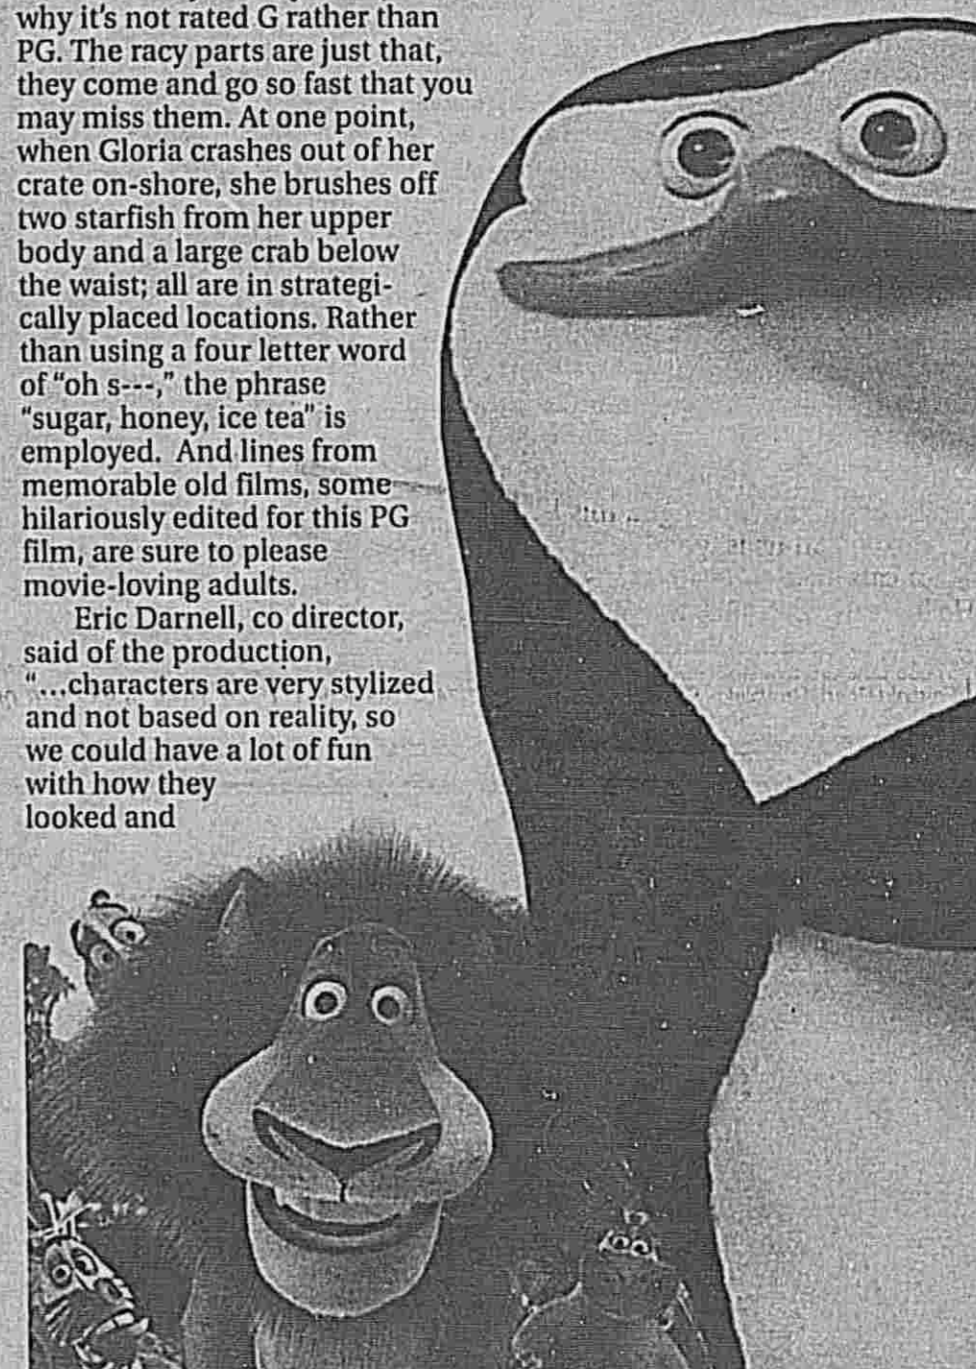 why it's not rated G rather than
PG. The racy parts are just that,
they come and go so fast that you
may miss them. At one point,
when Gloria crashes out of her
crate on-shore, she brushes off
two starfish from her upper
body and a large crab below
the waist; all are in strategi-
cally placed locations. Rather
than using a four letter word
of "oh s---," the phrase
"sugar, honey, ice tea" is
employed. And lines from
memorable old films, some
hilariously edited for this PG
film, are sure to please
movie-loving adults.
Eric Darnell, co director,
said of the production,
"...characters are very stylized
and not based on reality, so
we could have a lot of fun
with how they
looked and